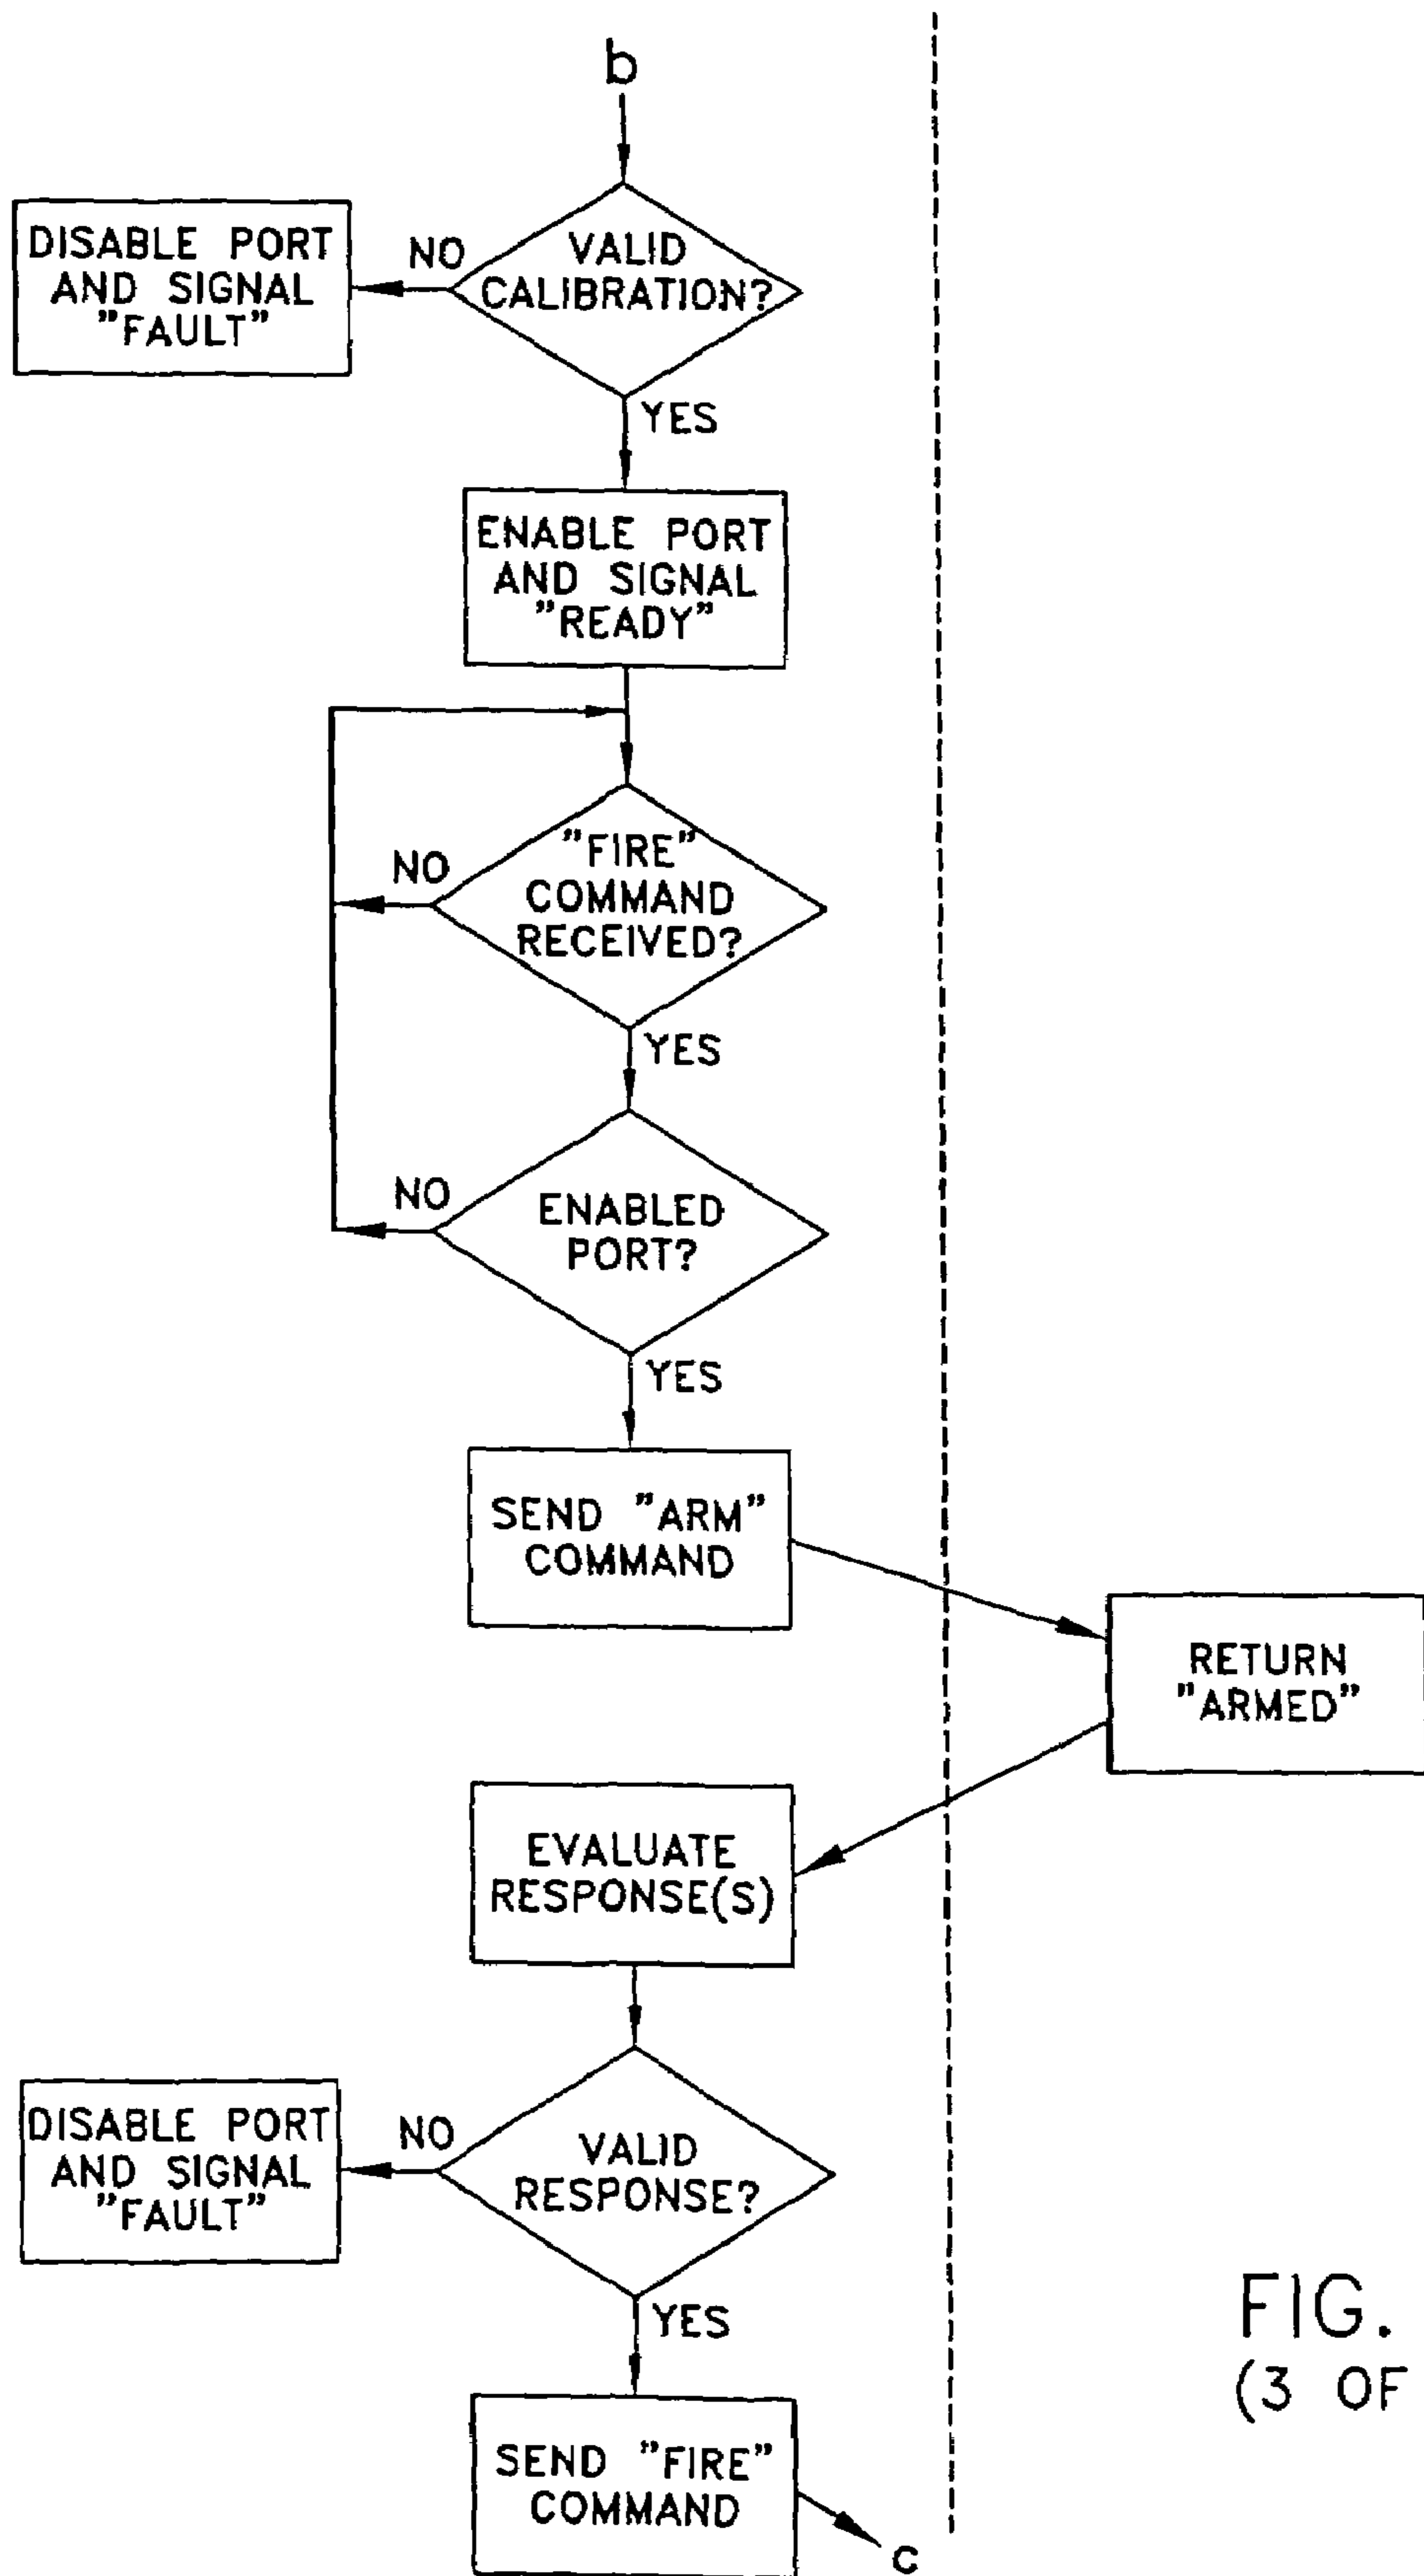 b
DISABLE PORT
AND SIGNAL
"FAULT"
NO
VALID
CALIBRATION?
YES
ENABLE PORT
AND SIGNAL
"READY"
NO
"FIRE"
COMMAND
RECEIVED?
YES
NO
ENABLED
PORT?
YES
SEND "ARM"
COMMAND
RETURN
"ARMED"
EVALUATE
RESPONSE(S)
DISABLE PORT
AND SIGNAL
"FAULT"
NO
VALID
RESPONSE?
YES
SEND "FIRE"
COMMAND
c
FIG.
(3 OF